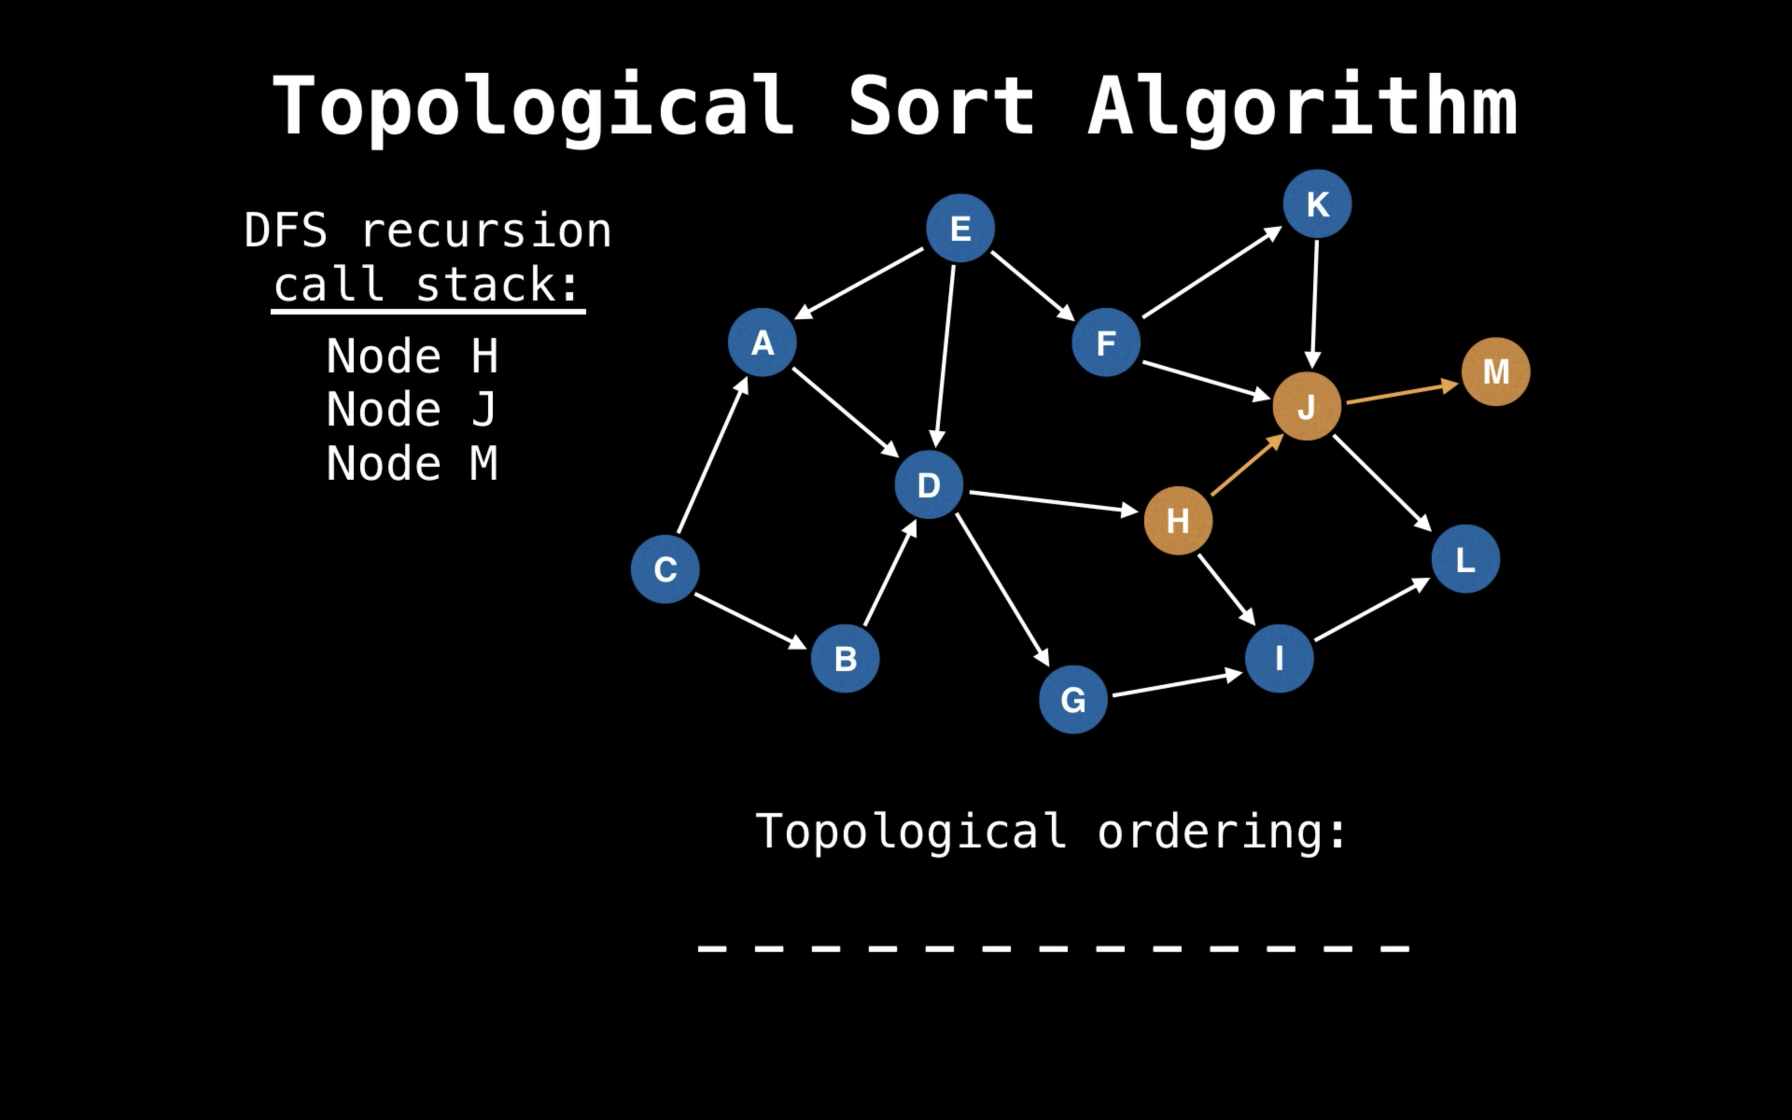 Topological Sort Algorithm
DFS recursion
call stack:
Node H
Node J
Node M
E
K
A
F
M
J
D
H
C
L
B
I
G
Topological ordering:
_ _ _ _ _ _ _ _ _ _ _ _ _